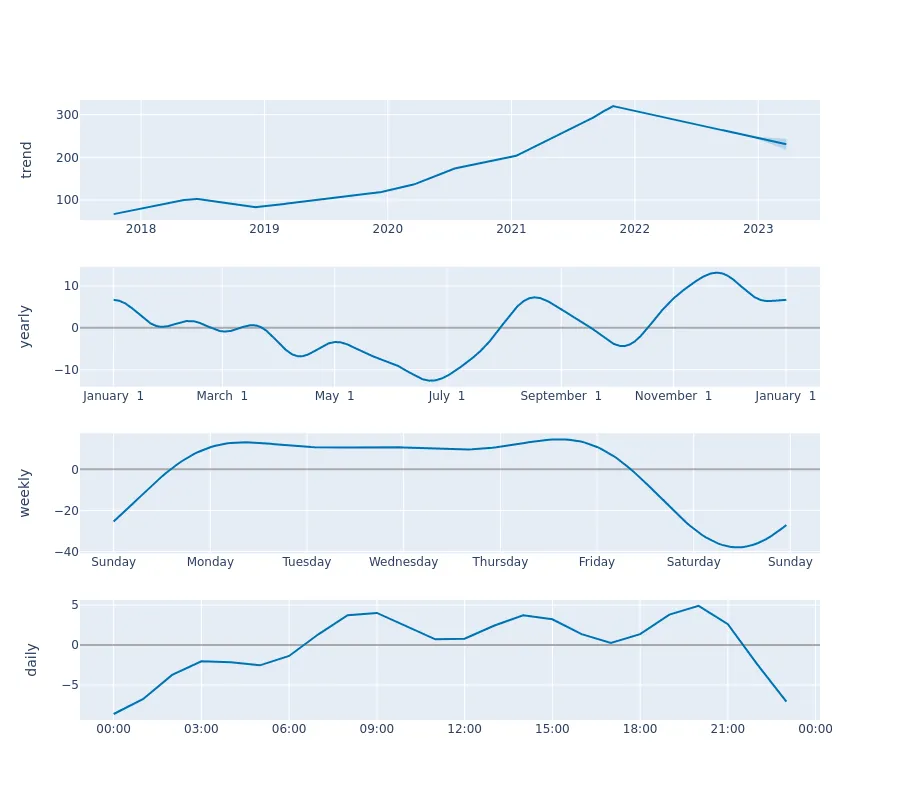 trend
300
200
100
2018 2019 2020 2021 2022 2023
yearly
10
0
−10
January 1 March 1 May 1 July 1 September 1 November 1 January 1
weekly
0
−20
−40
Sunday Monday Tuesday Wednesday Thursday Friday Saturday Sunday
daily
5
0
−5
00:00 03:00 06:00 09:00 12:00 15:00 18:00 21:00 00:00